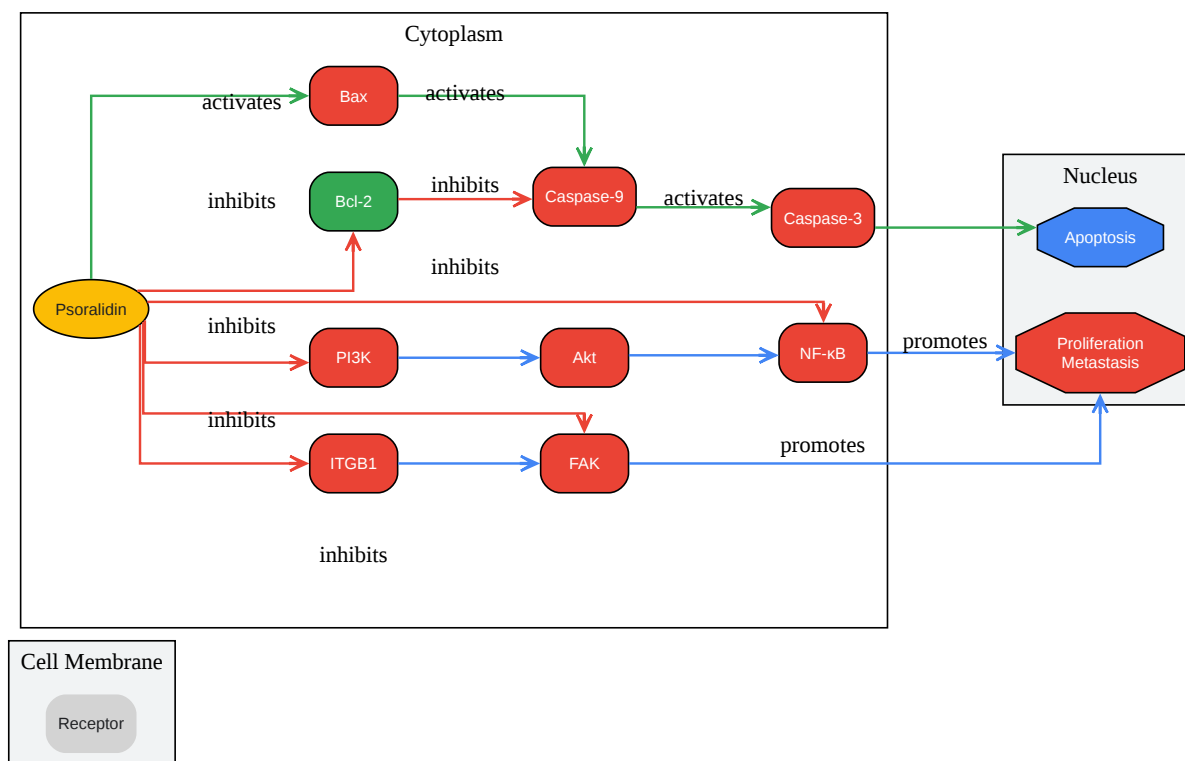 Cytoplasm
activates
Bax
activates
inhibits
Bcl-2
inhibits
Caspase-9
activates
Caspase-3
Nucleus
Apoptosis
inhibits
Psoralidin
inhibits
PI3K
Akt
NF-κB
promotes
Proliferation
Metastasis
inhibits
ITGB1
FAK
promotes
inhibits
Cell Membrane
Receptor